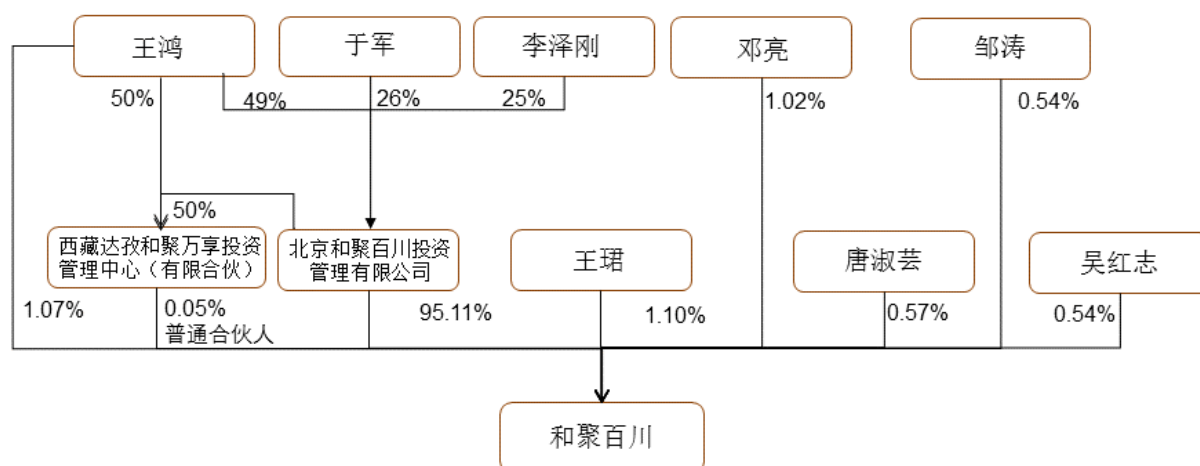 王鸿
于军
李泽刚
邓亮
邹涛
50%
49%
26%
25%
1.02%
0.54%
50%
西藏达孜和聚万享投资
管理中心（有限合伙）
北京和聚百川投资
管理有限公司
王珺
唐淑芸
吴红志
1.07%
0.05%
普通合伙人
95.11%
1.10%
0.57%
0.54%
和聚百川